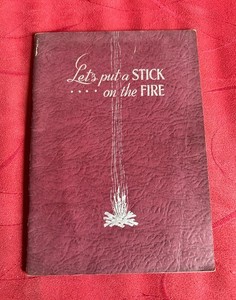 Let's put a STICK
.... on the FIRE